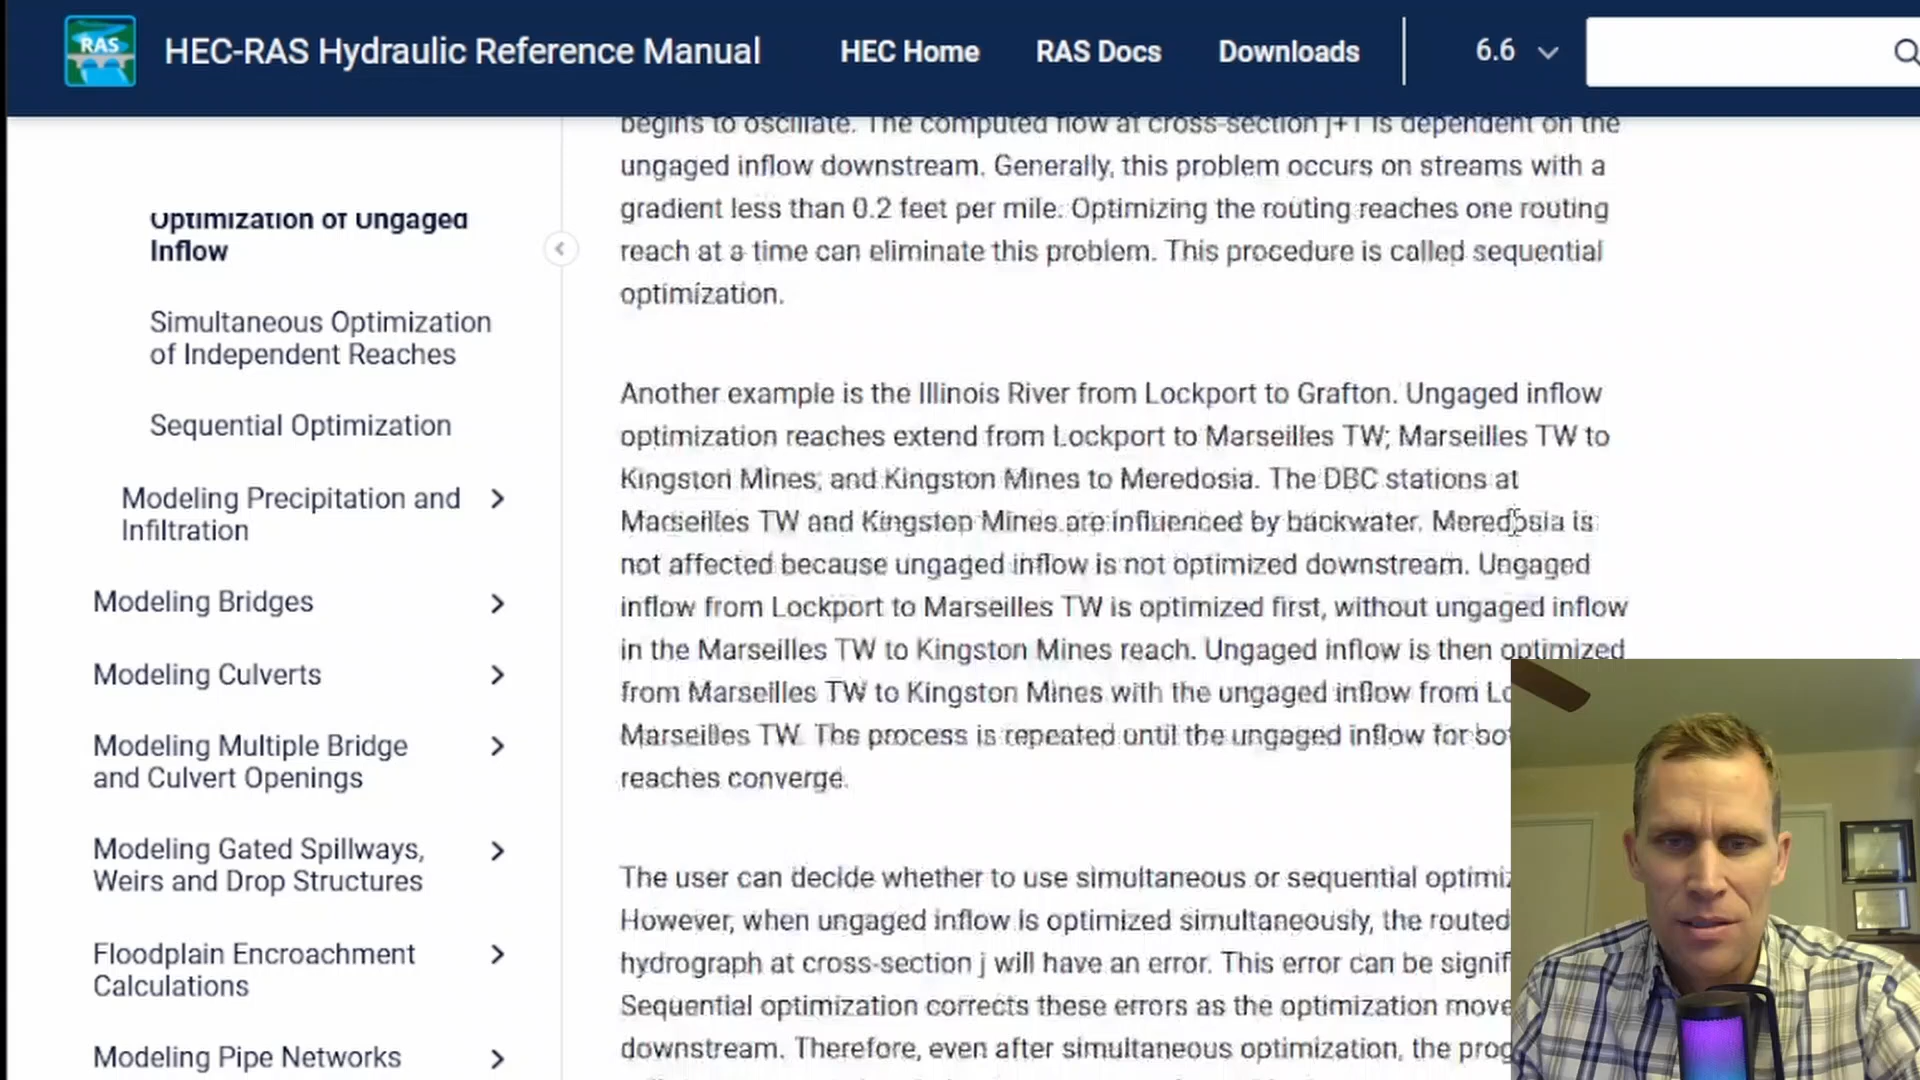 RAS
HEC-RAS Hydraulic Reference Manual
HEC Home
RAS Docs
Downloads
6.6
Optimization of Ungaged
Inflow
Simultaneous Optimization
of Independent Reaches
Sequential Optimization
Modeling Precipitation and
Infiltration
Modeling Bridges
Modeling Culverts
Modeling Multiple Bridge
and Culvert Openings
Modeling Gated Spillways,
Weirs and Drop Structures
Floodplain Encroachment
Calculations
Modeling Pipe Networks
begins to oscillate. The computed flow at cross-section j+1 is dependent on the
ungaged inflow downstream. Generally, this problem occurs on streams with a
gradient less than 0.2 feet per mile. Optimizing the routing reaches one routing
reach at a time can eliminate this problem. This procedure is called sequential
optimization.
Another example is the Illinois River from Lockport to Grafton. Ungaged inflow
optimization reaches extend from Lockport to Marseilles TW; Marseilles TW to
Kingston Mines; and Kingston Mines to Meredosia. The DBC stations at
Marseilles TW and Kingston Mines are influenced by backwater. Meredosia is
not affected because ungaged inflow is not optimized downstream. Ungaged
inflow from Lockport to Marseilles TW is optimized first, without ungaged inflow
in the Marseilles TW to Kingston Mines reach. Ungaged inflow is then optimized
from Marseilles TW to Kingston Mines with the ungaged inflow from Lo
Marseilles TW. The process is repeated until the ungaged inflow for bo
reaches converge.
The user can decide whether to use simultaneous or sequential optimi
However, when ungaged inflow is optimized simultaneously, the routed
hydrograph at cross-section j will have an error. This error can be signif
Sequential optimization corrects these errors as the optimization move
downstream. Therefore, even after simultaneous optimization, the prog